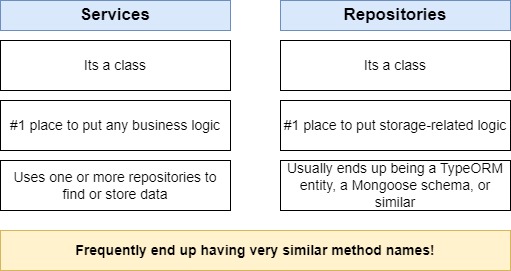 Services
Its a class
#1 place to put any business logic
Uses one or more repositories to
find or store data
Repositories
Its a class
#1 place to put storage-related logic
Usually ends up being a TypeORM
entity, a Mongoose schema, or
similar
Frequently end up having very similar method names!